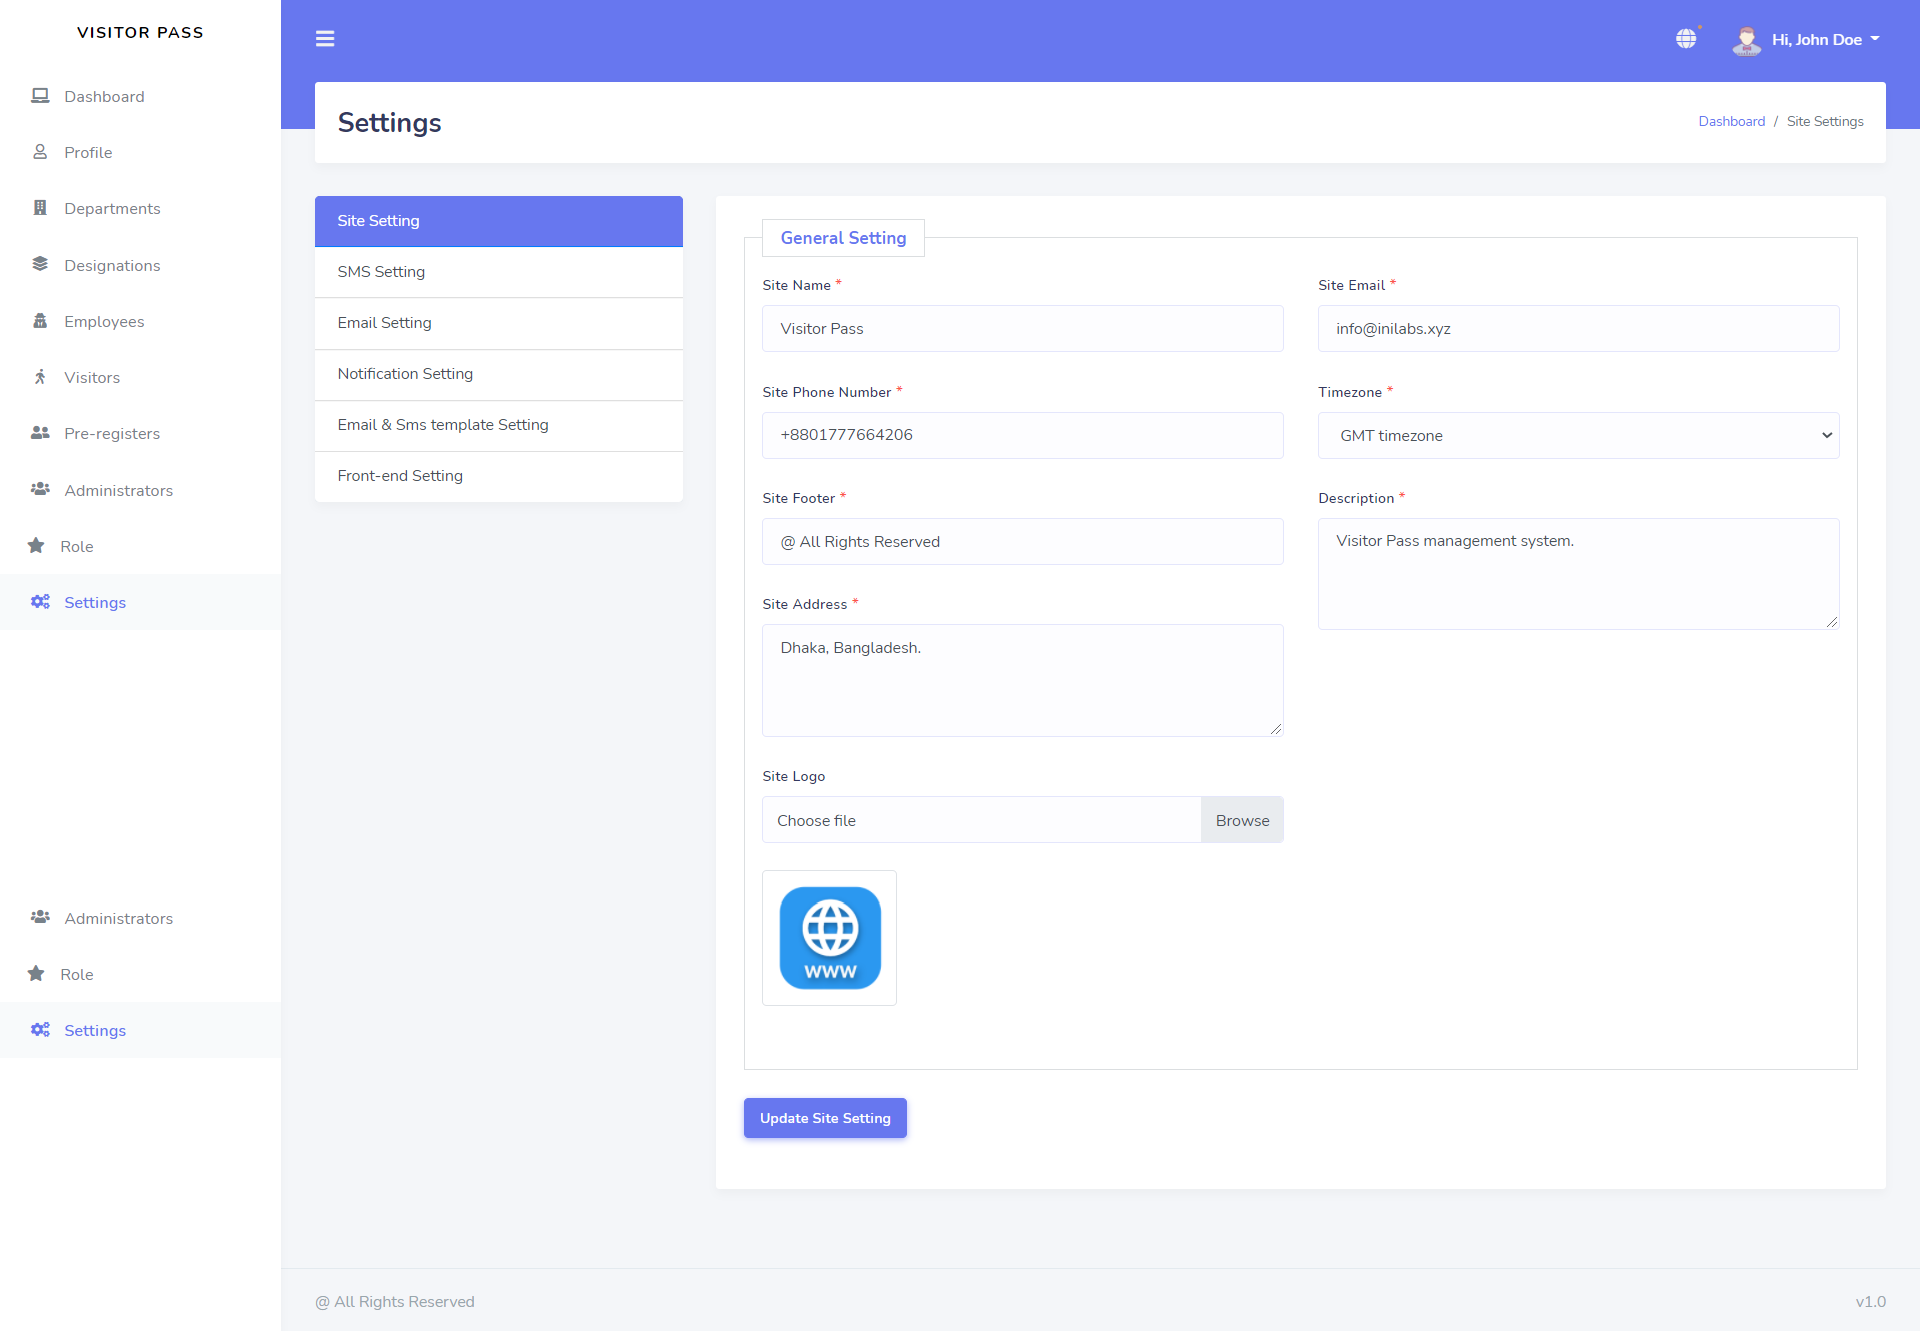 VISITOR PASS
Dashboard
Profile
Departments
Designations
Employees
Visitors
Pre-registers
Administrators
Role
Settings
Administrators
Role
Settings
Hi, John Doe
Settings
Dashboard / Site Settings
Site Setting
SMS Setting
Email Setting
Notification Setting
Email & Sms template Setting
Front-end Setting
General Setting
Site Name *
Visitor Pass
Site Email *
info@inilabs.xyz
Site Phone Number *
+8801777664206
Timezone *
GMT timezone
Site Footer *
@ All Rights Reserved
Description *
Visitor Pass management system.
Site Address *
Dhaka, Bangladesh.
Site Logo
Choose file
Browse
WWW
Update Site Setting
@ All Rights Reserved
v1.0